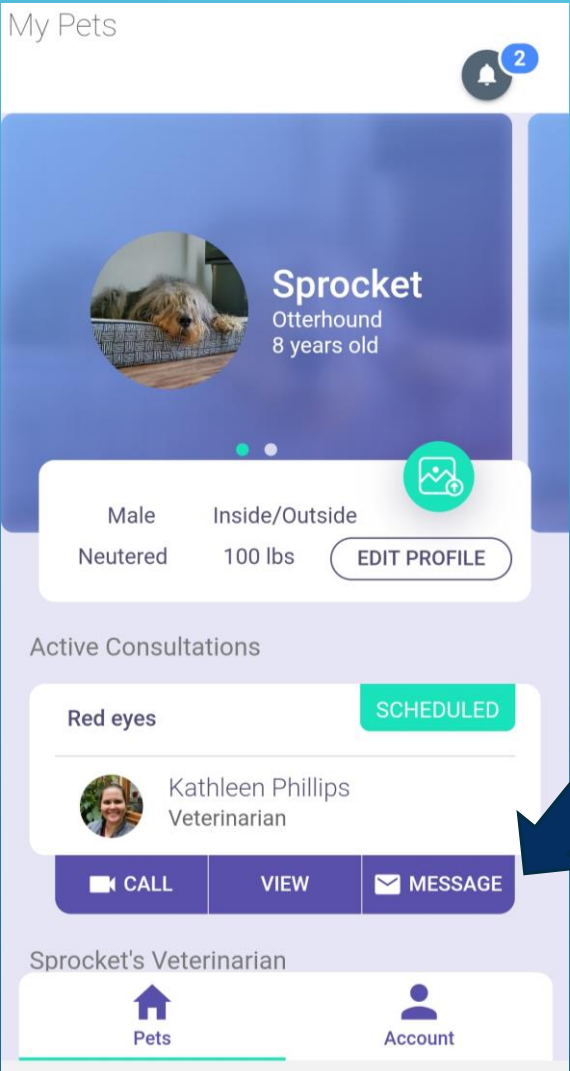 My Pets
2
Sprocket
Otterhound
8 years old
Male Inside/Outside
Neutered 100 lbs EDIT PROFILE
Active Consultations
Red eyes SCHEDULED
Kathleen Phillips
Veterinarian
CALL VIEW MESSAGE
Sprocket's Veterinarian
Pets Account